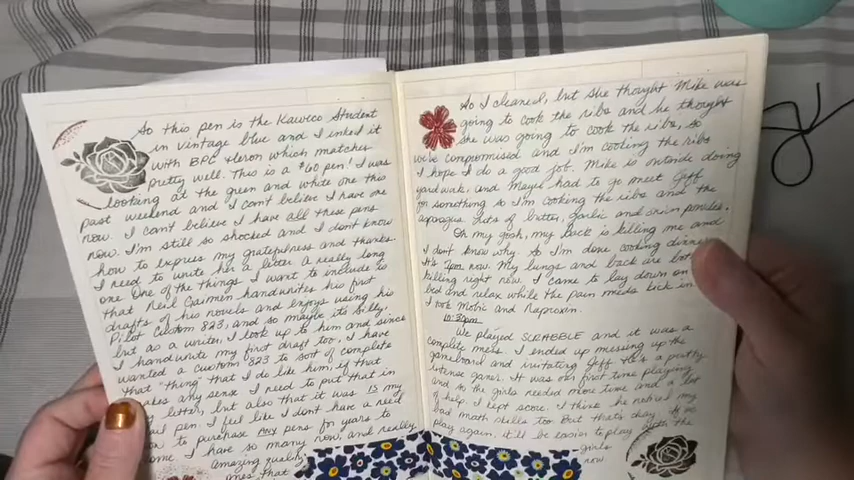 So this pen is the Kaweco Student
in Vintage blue and I inked it
with BPC Heron which matches
pretty well. This is a $60 pen! I was
looking at the green and white one this
past weekend and I can't believe I have
now. I can't believe I have all these pens
now. I'm still so shocked and I don't know
how to express my gratefulness and thanks.
I need to write her a letter, a really long
one. One of the things I want to include is
that Neil Gaiman handwrites his first
drafts of his novels and enjoys using his
Pilot Custom 823, and so maybe it's silly,
but as a writer, I look up to him and since
I handwrite my first draft too, I have
a Custom 823 to sort of complete
that "thing" I do like him, if that
makes any sense. I need to put that in
my letter, but also that it was
pen, I feel like I don't have a need
to purchase any pens for years to
come. I have so many now. I really
amazing quality
ones that
So I cleaned, but she thought Mike was
going to cook the ribs, and he thought
she was going to cook the ribs, so
we compromised and I'm cooking the ribs.
I hope I do a good job. Mike is outside doing
yard work, and maybe had to go meet Geff
for something so I'm cooking the ribs and the
asparagus. Lots of butter, garlic and onion powder.
Oh my gosh, my back is killing me and
I don't know why. So I'm done cooking dinner.
It's 7pm now. My lungs and back are both
killing me right now. I came to lay down on the
bed and relax while the pain meds kick in.
I got Motrin and Naproxen.
10:33pm
We played SCRABBLE and it was a
complete mess. I ended up messing up the
gameboard and irritating Geff. It's a pretty
intense game. It was our first time playing,
so the girls needed more time and a
lot of help. I kept score. I think he noticed my
bad math skills too. But that's okay. If we
play again, it'll be easier to play.
girls
now